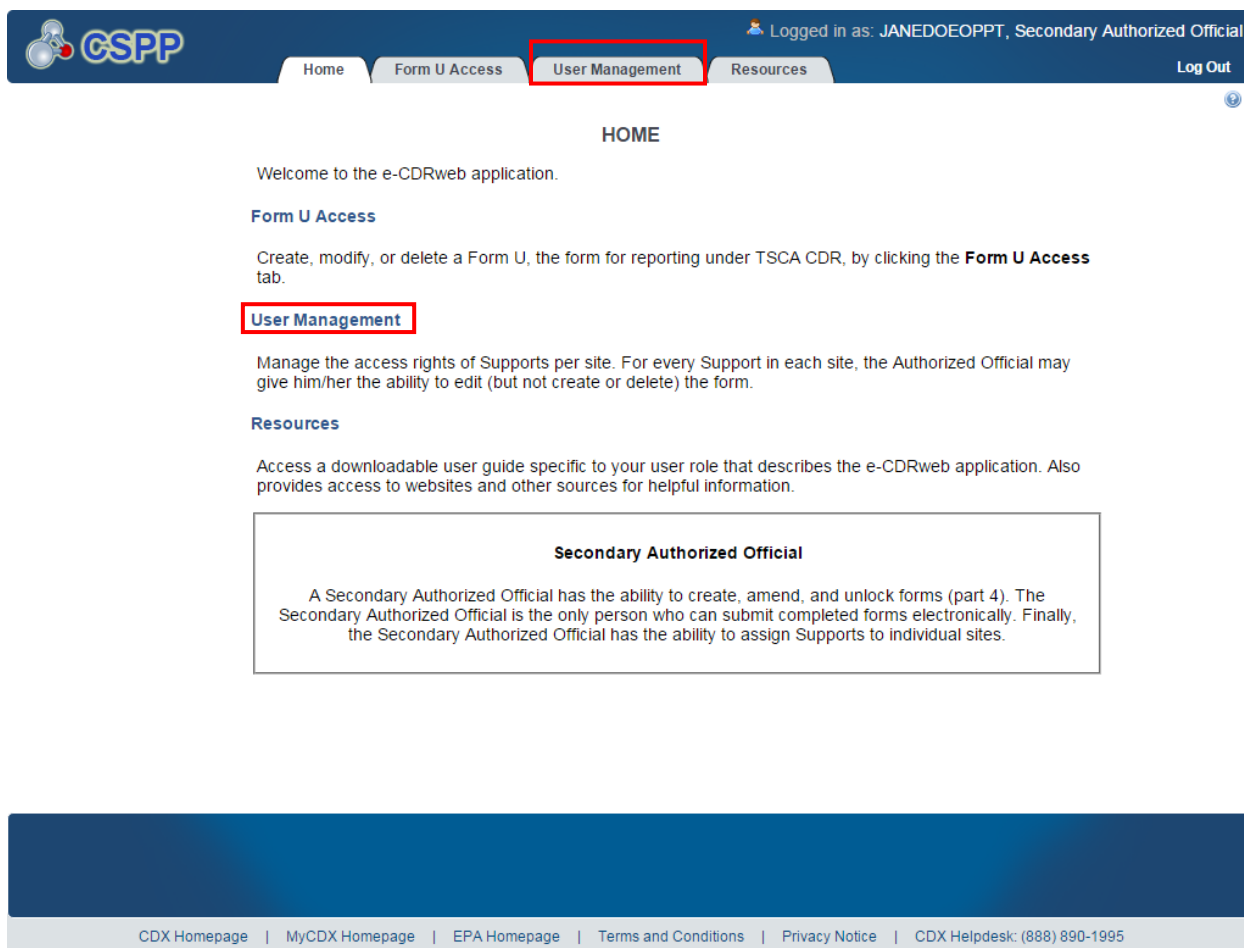 CSPP
Logged in as: JANEDOEOPPT, Secondary Authorized Official
Home Form U Access User Management Resources Log Out
HOME
Welcome to the e-CDRweb application.
Form U Access
Create, modify, or delete a Form U, the form for reporting under TSCA CDR, by clicking the Form U Access
tab.
User Management
Manage the access rights of Supports per site. For every Support in each site, the Authorized Official may
give him/her the ability to edit (but not create or delete) the form.
Resources
Access a downloadable user guide specific to your user role that describes the e-CDRweb application. Also
provides access to websites and other sources for helpful information.
Secondary Authorized Official
A Secondary Authorized Official has the ability to create, amend, and unlock forms (part 4). The
Secondary Authorized Official is the only person who can submit completed forms electronically. Finally,
the Secondary Authorized Official has the ability to assign Supports to individual sites.
CDX Homepage | MyCDX Homepage | EPA Homepage | Terms and Conditions | Privacy Notice | CDX Helpdesk: (888) 890-1995